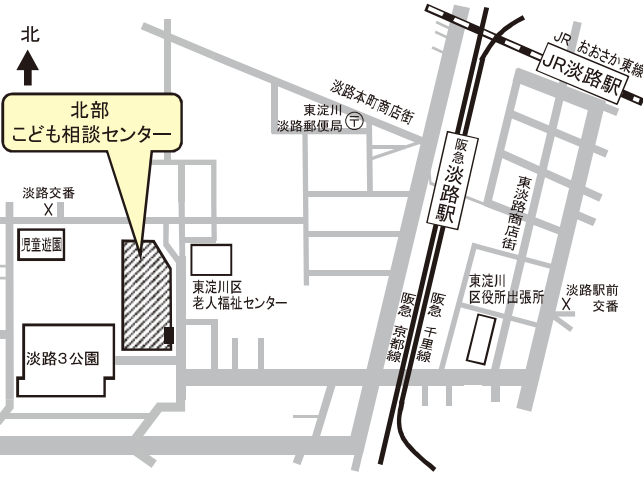 北
JR おおさか東線
JR淡路駅
北部
こども相談センター
淡路本町商店街
東淀川
淡路郵便局
〒
阪急
淡路駅
淡路交番
X
児童遊園
東淡路商店街
東淀川区
老人福祉センター
東淀川
区役所出張所
淡路駅前
交番
X
阪急 京都線
阪急 千里線
淡路3公園